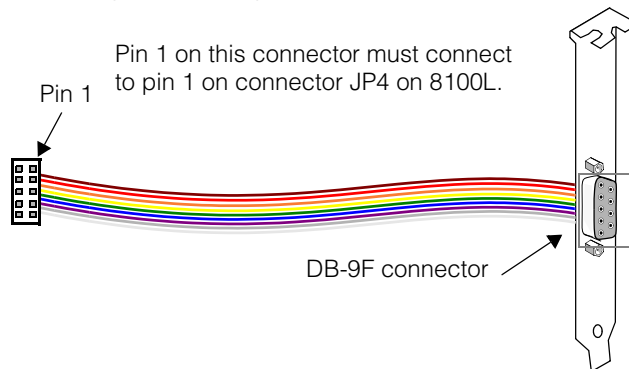 Pin 1 on this connector must connect
to pin 1 on connector JP4 on 8100L.
Pin 1
DB-9F connector